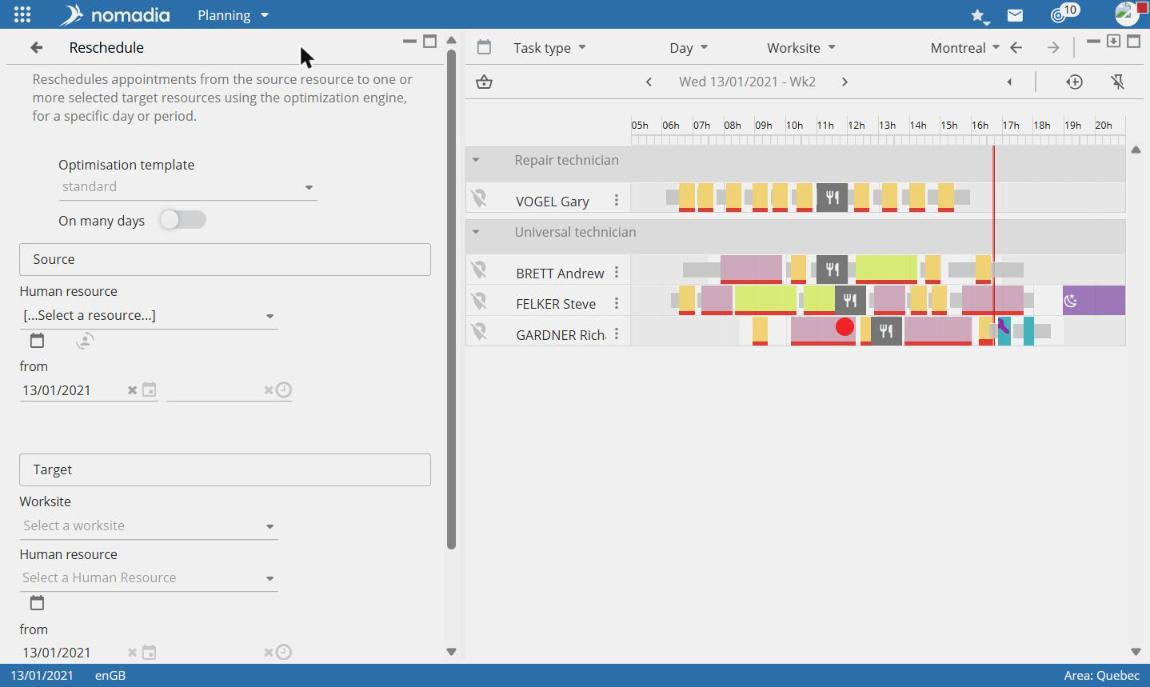 nomadia
Planning
10
Reschedule
Reschedules appointments from the source resource to one or
more selected target resources using the optimization engine,
for a specific day or period.
Optimisation template
standard
On many days
Source
Human resource
[...Select a resource...]
from
13/01/2021
Target
Worksite
Select a worksite
Human resource
Select a Human Resource
from
13/01/2021
Task type
Day
Worksite
Montreal
Wed 13/01/2021 - Wk2
05h 06h 07h 08h 09h 10h 11h 12h 13h 14h 15h 16h 17h 18h 19h 20h
Repair technician
VOGEL Gary
Universal technician
BRETT Andrew
FELKER Steve
GARDNER Rich
13/01/2021
enGB
Area: Quebec